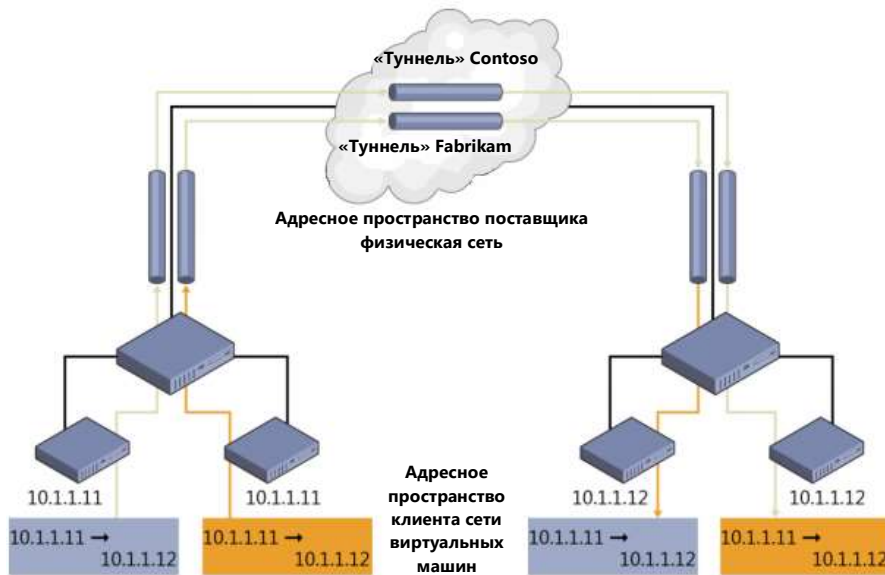 «Туннель» Contoso
«Туннель» Fabrikam
Адресное пространство поставщика
физическая сеть
10.1.1.11
10.1.1.11
10.1.1.12
10.1.1.12
Адресное
пространство
клиента сети
виртуальных
машин
10.1.1.11 →
10.1.1.12
10.1.1.11 →
10.1.1.12
10.1.1.11 →
10.1.1.12
10.1.1.11 →
10.1.1.12